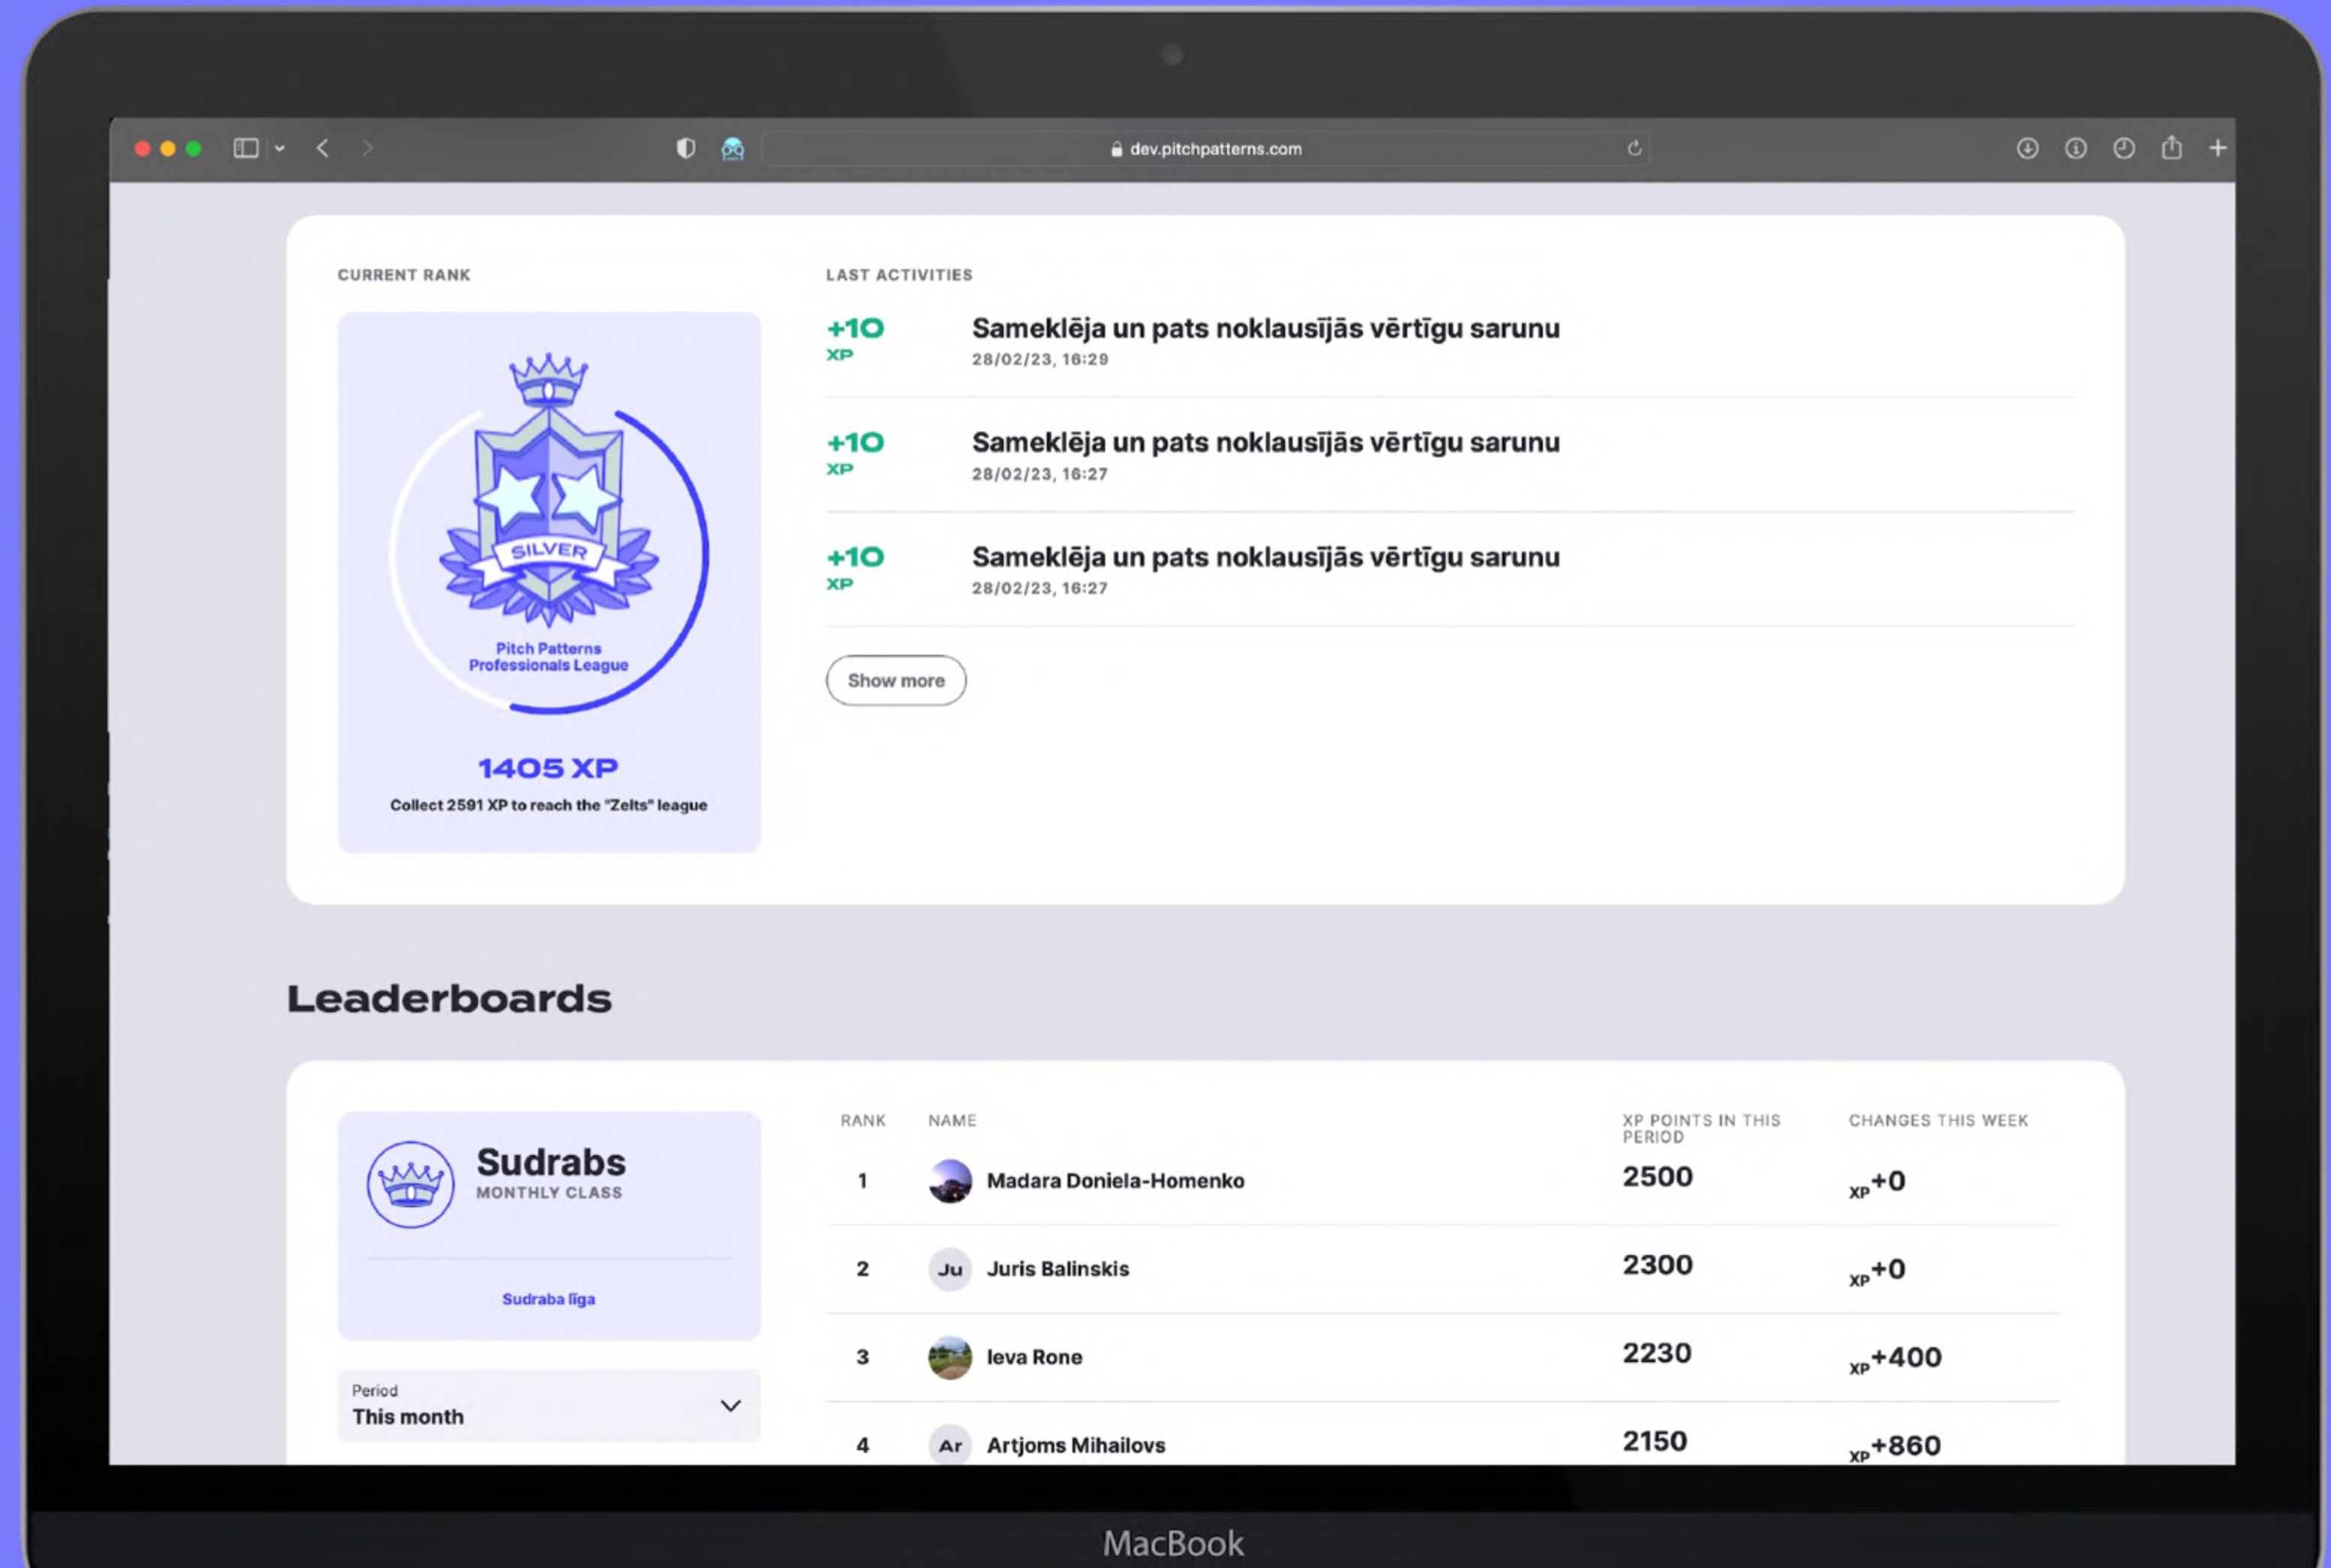 dev.pitchpatterns.com
CURRENT RANK
SILVER
Pitch Patterns
Professionals League
1405 XP
Collect 2591 XP to reach the "Zelts" league
LAST ACTIVITIES
+10
XP
Sameklēja un pats noklausījās vērtīgu sarunu
28/02/23, 16:29
+10
XP
Sameklēja un pats noklausījās vērtīgu sarunu
28/02/23, 16:27
+10
XP
Sameklēja un pats noklausījās vērtīgu sarunu
28/02/23, 16:27
Show more
Leaderboards
Sudrabs
MONTHLY CLASS
Sudraba līga
Period
This month
RANK NAME XP POINTS IN THIS PERIOD CHANGES THIS WEEK
1 Madara Doniela-Homenko 2500 XP+0
2 Ju Juris Balinskis 2300 XP+0
3 Ieva Rone 2230 XP+400
4 Ar Artjoms Mihailovs 2150 XP+860
MacBook